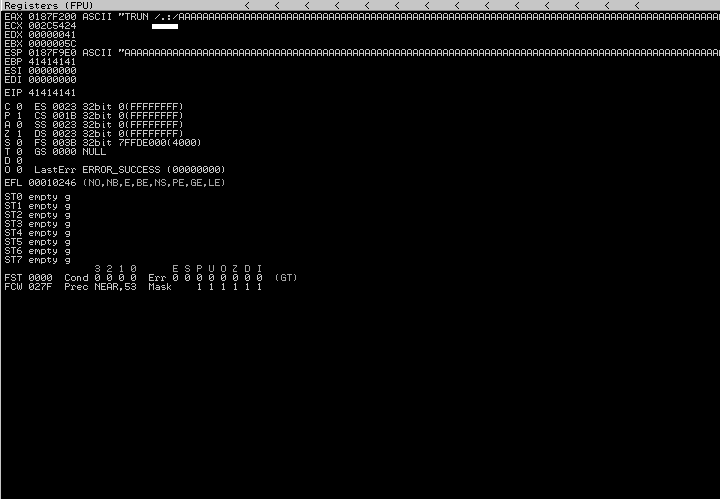 Registers (FPU) < < < < < < < < < < < < < <
EAX 0187F200 ASCII "TRUN /.:/AAAAAAAAAAAAAAAAAAAAAAAAAAAAAAAAAAAAAAAAAAAAAAAAAAAAAAAAAAAAAAAAAAAAAAAAAAAAAAAAAAAAAAAAAA
ECX 002C5424
EDX 00000041
EBX 0000005C
ESP 0187F9E0 ASCII "AAAAAAAAAAAAAAAAAAAAAAAAAAAAAAAAAAAAAAAAAAAAAAAAAAAAAAAAAAAAAAAAAAAAAAAAAAAAAAAAAAAAAAAAAAAAAAAAAAA
EBP 41414141
ESI 00000000
EDI 00000000
EIP 41414141
C 0 ES 0023 32bit 0(FFFFFFFF)
P 1 CS 001B 32bit 0(FFFFFFFF)
A 0 SS 0023 32bit 0(FFFFFFFF)
Z 1 DS 0023 32bit 0(FFFFFFFF)
S 0 FS 003B 32bit 7FFDE000(4000)
T 0 GS 0000 NULL
D 0
O 0 LastErr ERROR_SUCCESS (00000000)
EFL 00010246 (NO,NB,E,BE,NS,PE,GE,LE)
ST0 empty g
ST1 empty g
ST2 empty g
ST3 empty g
ST4 empty g
ST5 empty g
ST6 empty g
ST7 empty g
3 2 1 0 E S P U O Z D I
FST 0000 Cond 0 0 0 0 Err 0 0 0 0 0 0 0 0 (GT)
FCW 027F Prec NEAR,53 Mask 1 1 1 1 1 1